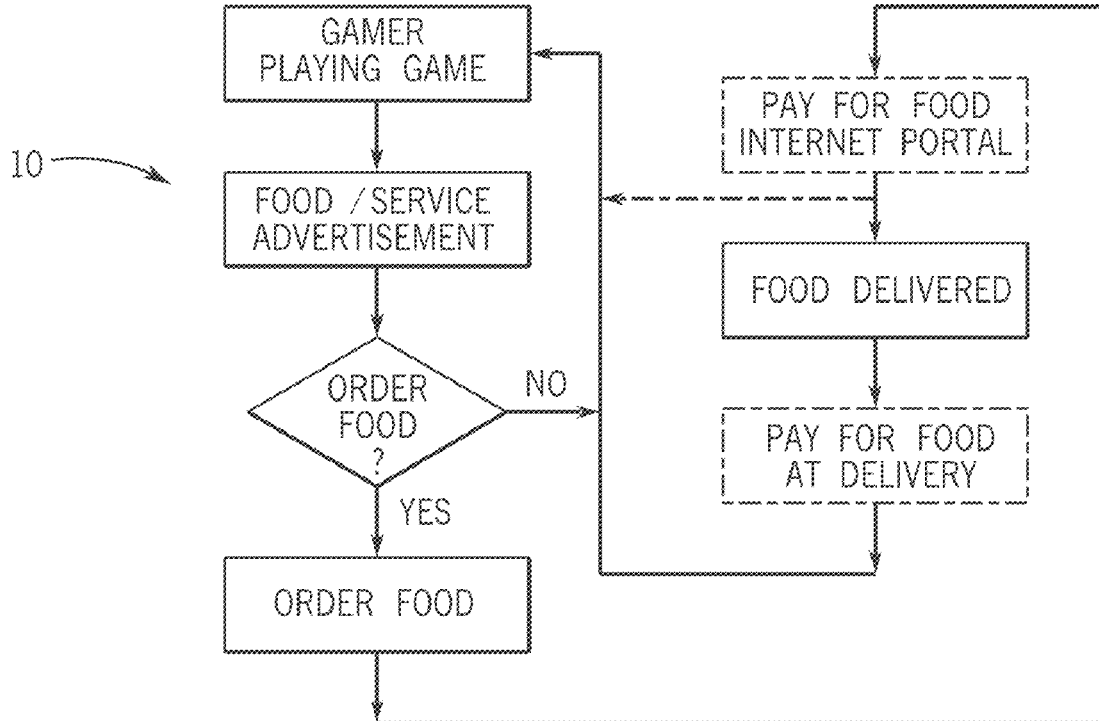 GAMER
PLAYING GAME
10
FOOD / SERVICE
ADVERTISEMENT
ORDER
FOOD
?
NO
YES
ORDER FOOD
PAY FOR FOOD
INTERNET PORTAL
FOOD DELIVERED
PAY FOR FOOD
AT DELIVERY